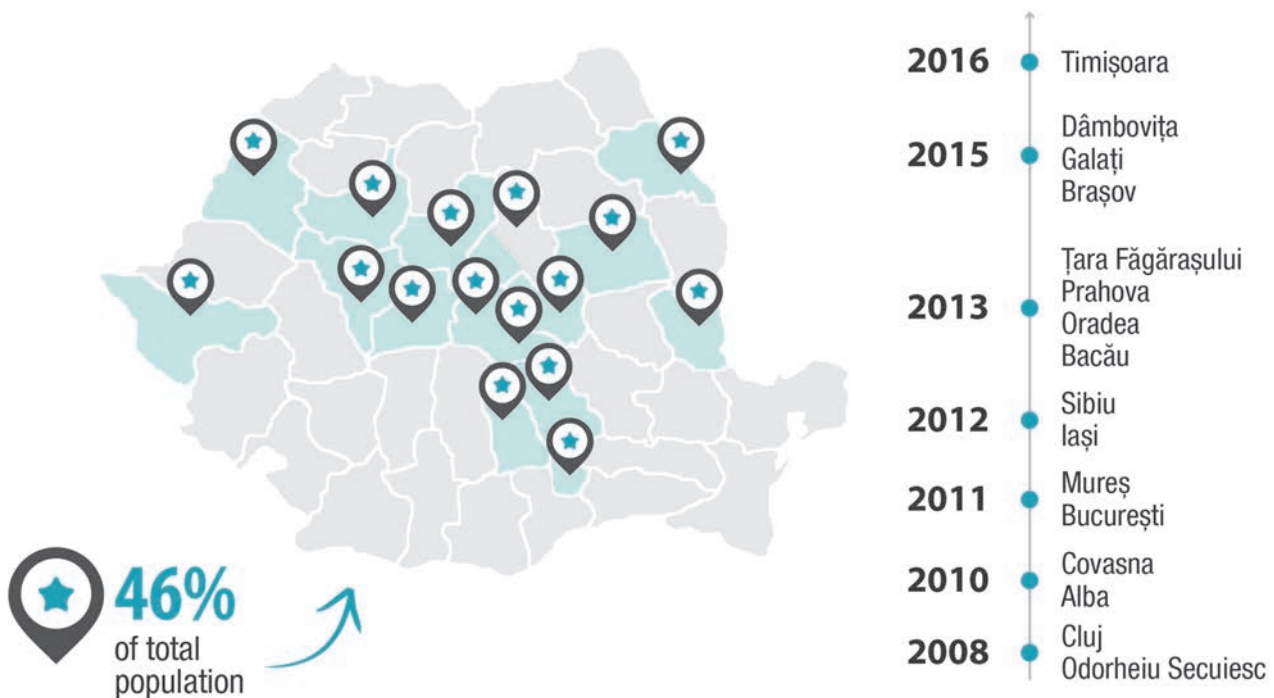 46%
of total
population
2016
Timișoara
2015
Dâmbovița
Galați
Brașov
2013
Țara Făgărașului
Prahova
Oradea
Bacău
2012
Sibiu
Iași
2011
Mureș
București
2010
Covasna
Alba
2008
Cluj
Odorheiu Secuiesc